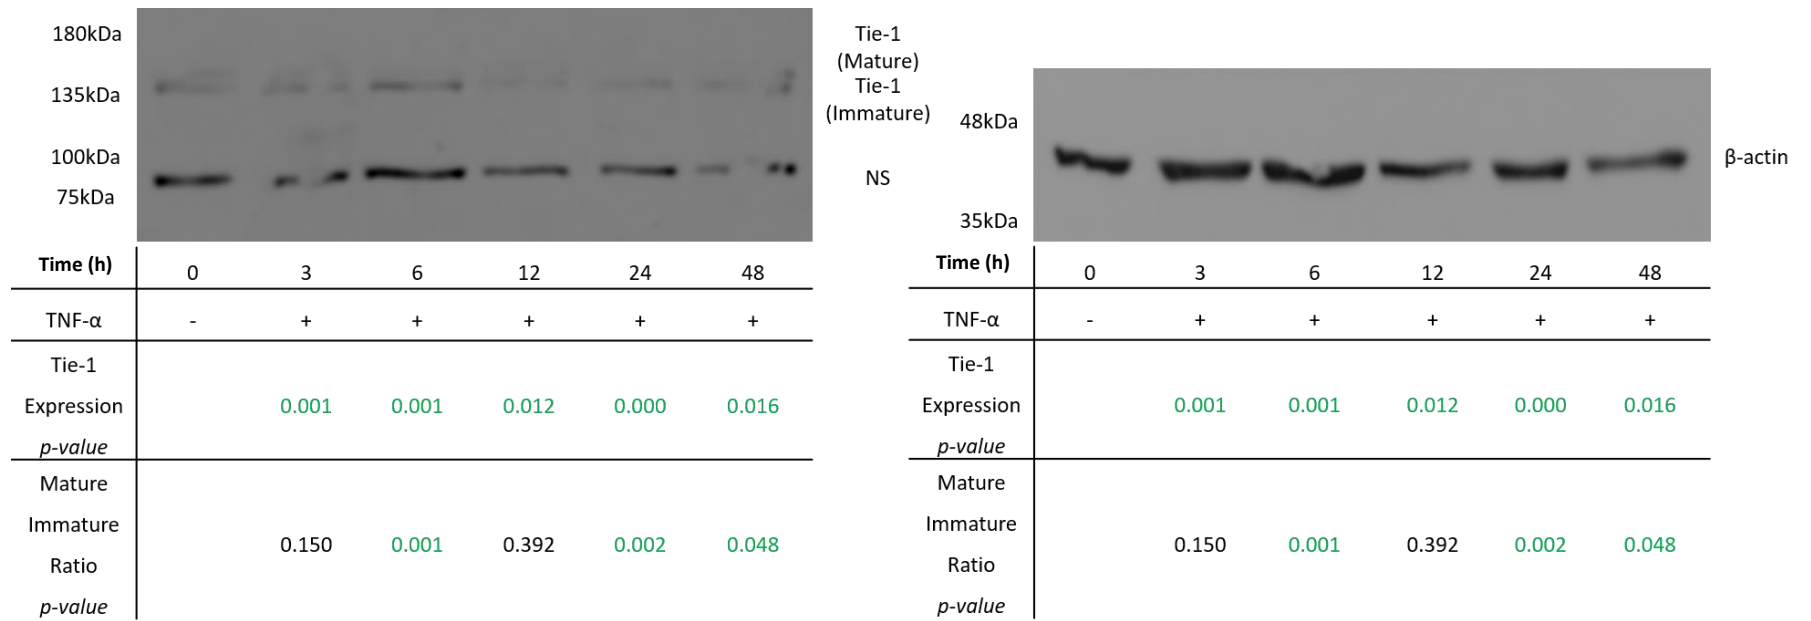 180kDa
135kDa
100kDa
75kDa
Tie-1
(Mature)
Tie-1
(Immature)
NS
Time (h) 0 3 6 12 24 48
TNF-α - + + + + +
Tie-1
Expression 0.001 0.001 0.012 0.000 0.016
p-value
Mature
Immature
0.150 0.001 0.392 0.002 0.048
Ratio
p-value
48kDa
35kDa
β-actin
Time (h) 0 3 6 12 24 48
TNF-α - + + + + +
Tie-1
Expression 0.001 0.001 0.012 0.000 0.016
p-value
Mature
Immature
0.150 0.001 0.392 0.002 0.048
Ratio
p-value